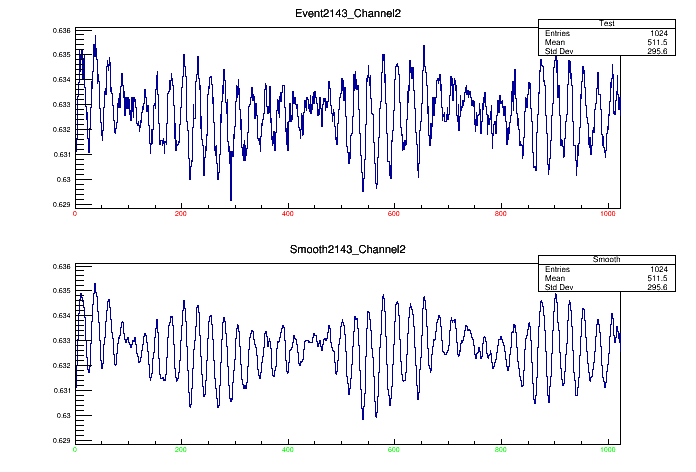 Event2143_Channel2
Test
Entries 1024
Mean 511.5
Std Dev 295.6
0.636
0.635
0.634
0.633
0.632
0.631
0.63
0.629
0 200 400 600 800 1000
Smooth2143_Channel2
Smooth
Entries 1024
Mean 511.5
Std Dev 295.6
0.636
0.635
0.634
0.633
0.632
0.631
0.63
0.629
0 200 400 600 800 1000